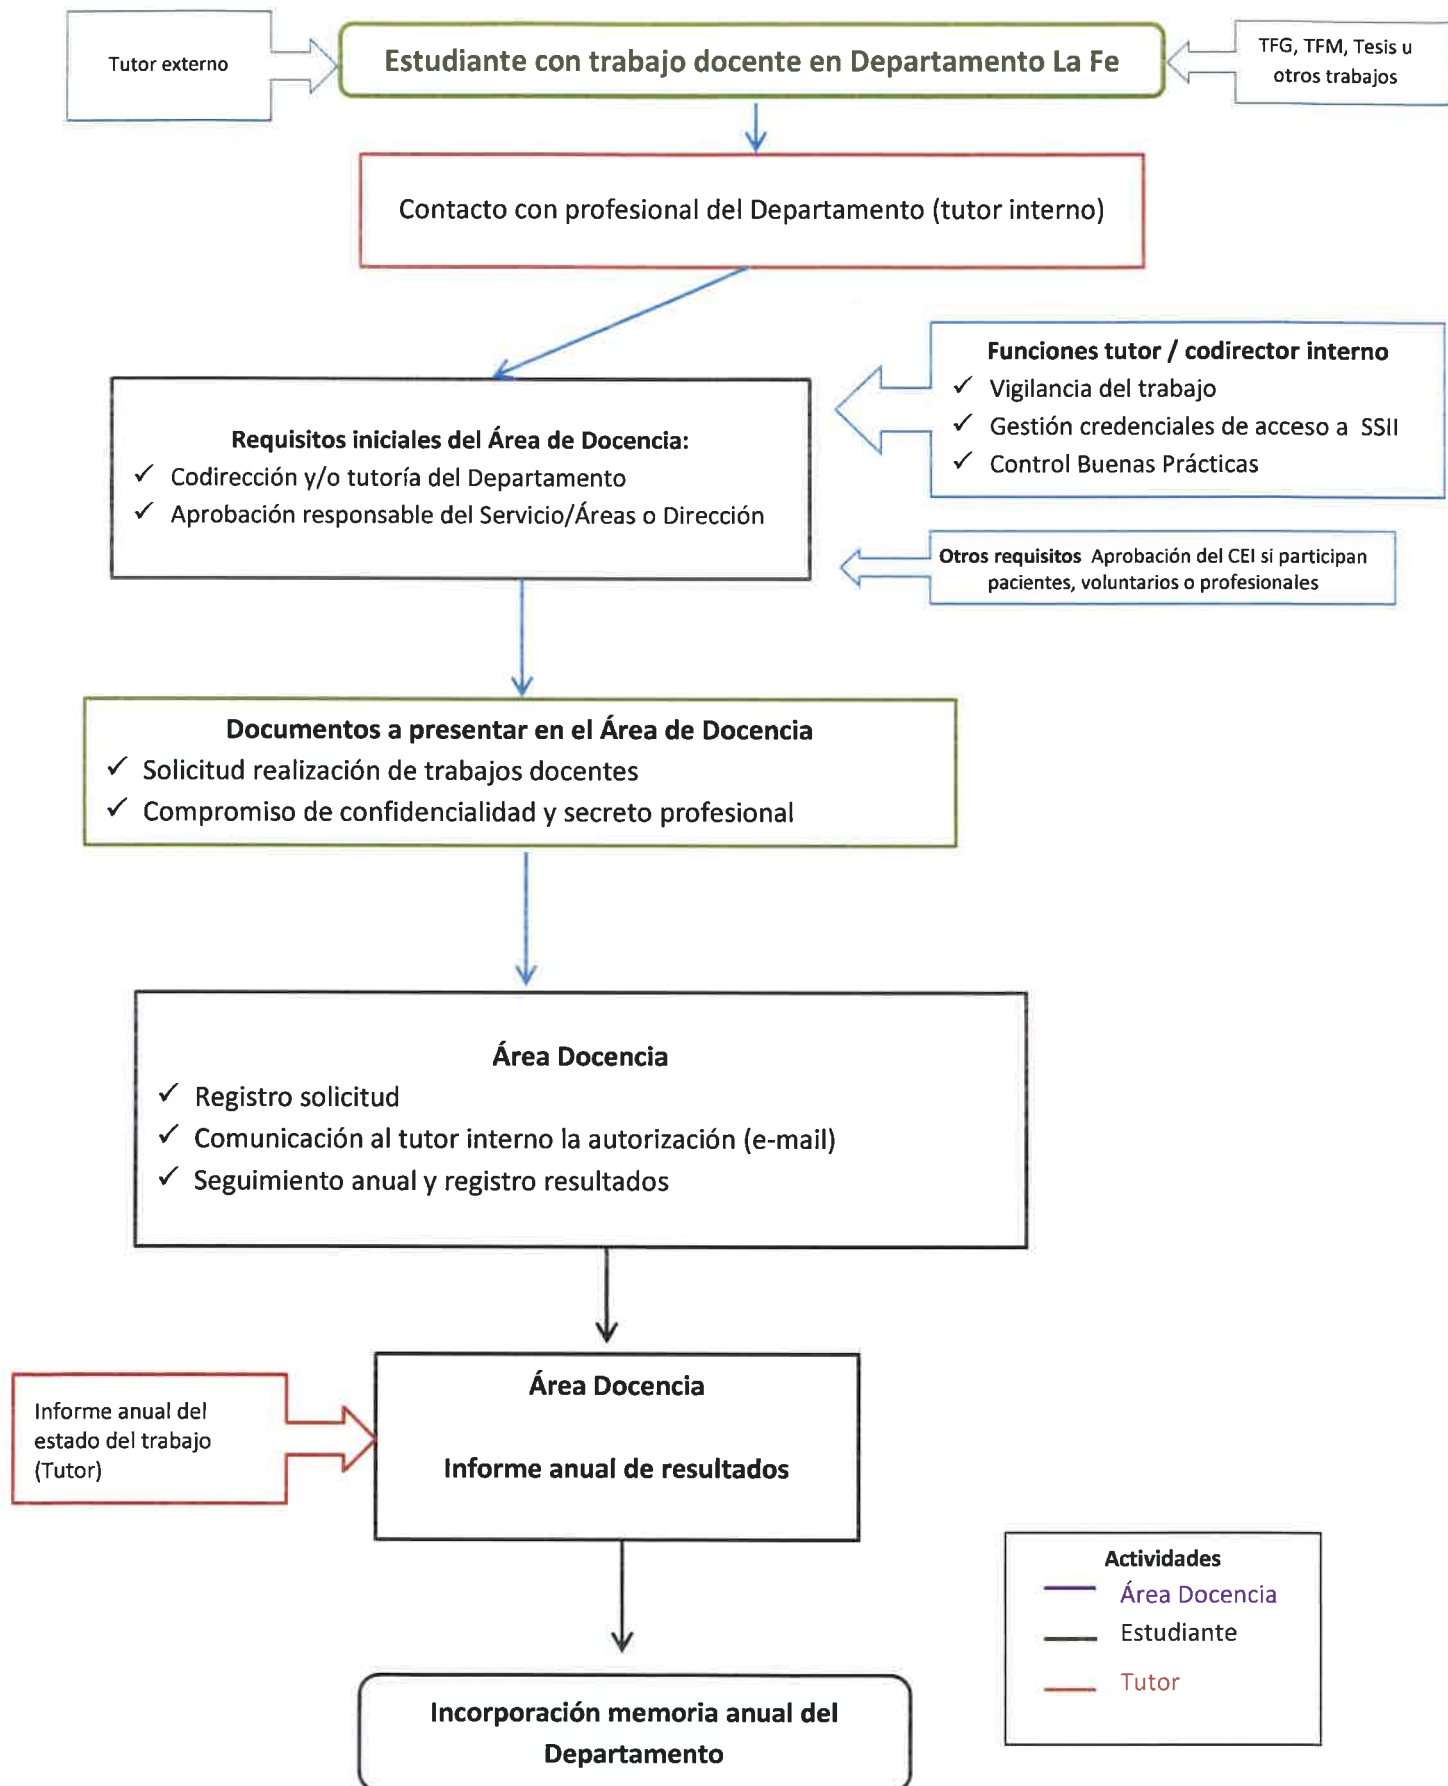 Tutor externo
Estudiante con trabajo docente en Departamento La Fe
TFG, TFM, Tesis u
otros trabajos
Contacto con profesional del Departamento (tutor interno)
Funciones tutor / codirector interno
✓ Vigilancia del trabajo
✓ Gestión credenciales de acceso a SSII
✓ Control Buenas Prácticas
Requisitos iniciales del Área de Docencia:
✓ Codirección y/o tutoría del Departamento
✓ Aprobación responsable del Servicio/Áreas o Dirección
Otros requisitos Aprobación del CEI si participan
pacientes, voluntarios o profesionales
Documentos a presentar en el Área de Docencia
✓ Solicitud realización de trabajos docentes
✓ Compromiso de confidencialidad y secreto profesional
Área Docencia
✓ Registro solicitud
✓ Comunicación al tutor interno la autorización (e-mail)
✓ Seguimiento anual y registro resultados
Informe anual del
estado del trabajo
(Tutor)
Área Docencia
Informe anual de resultados
Actividades
Área Docencia
Estudiante
Tutor
Incorporación memoria anual del
Departamento